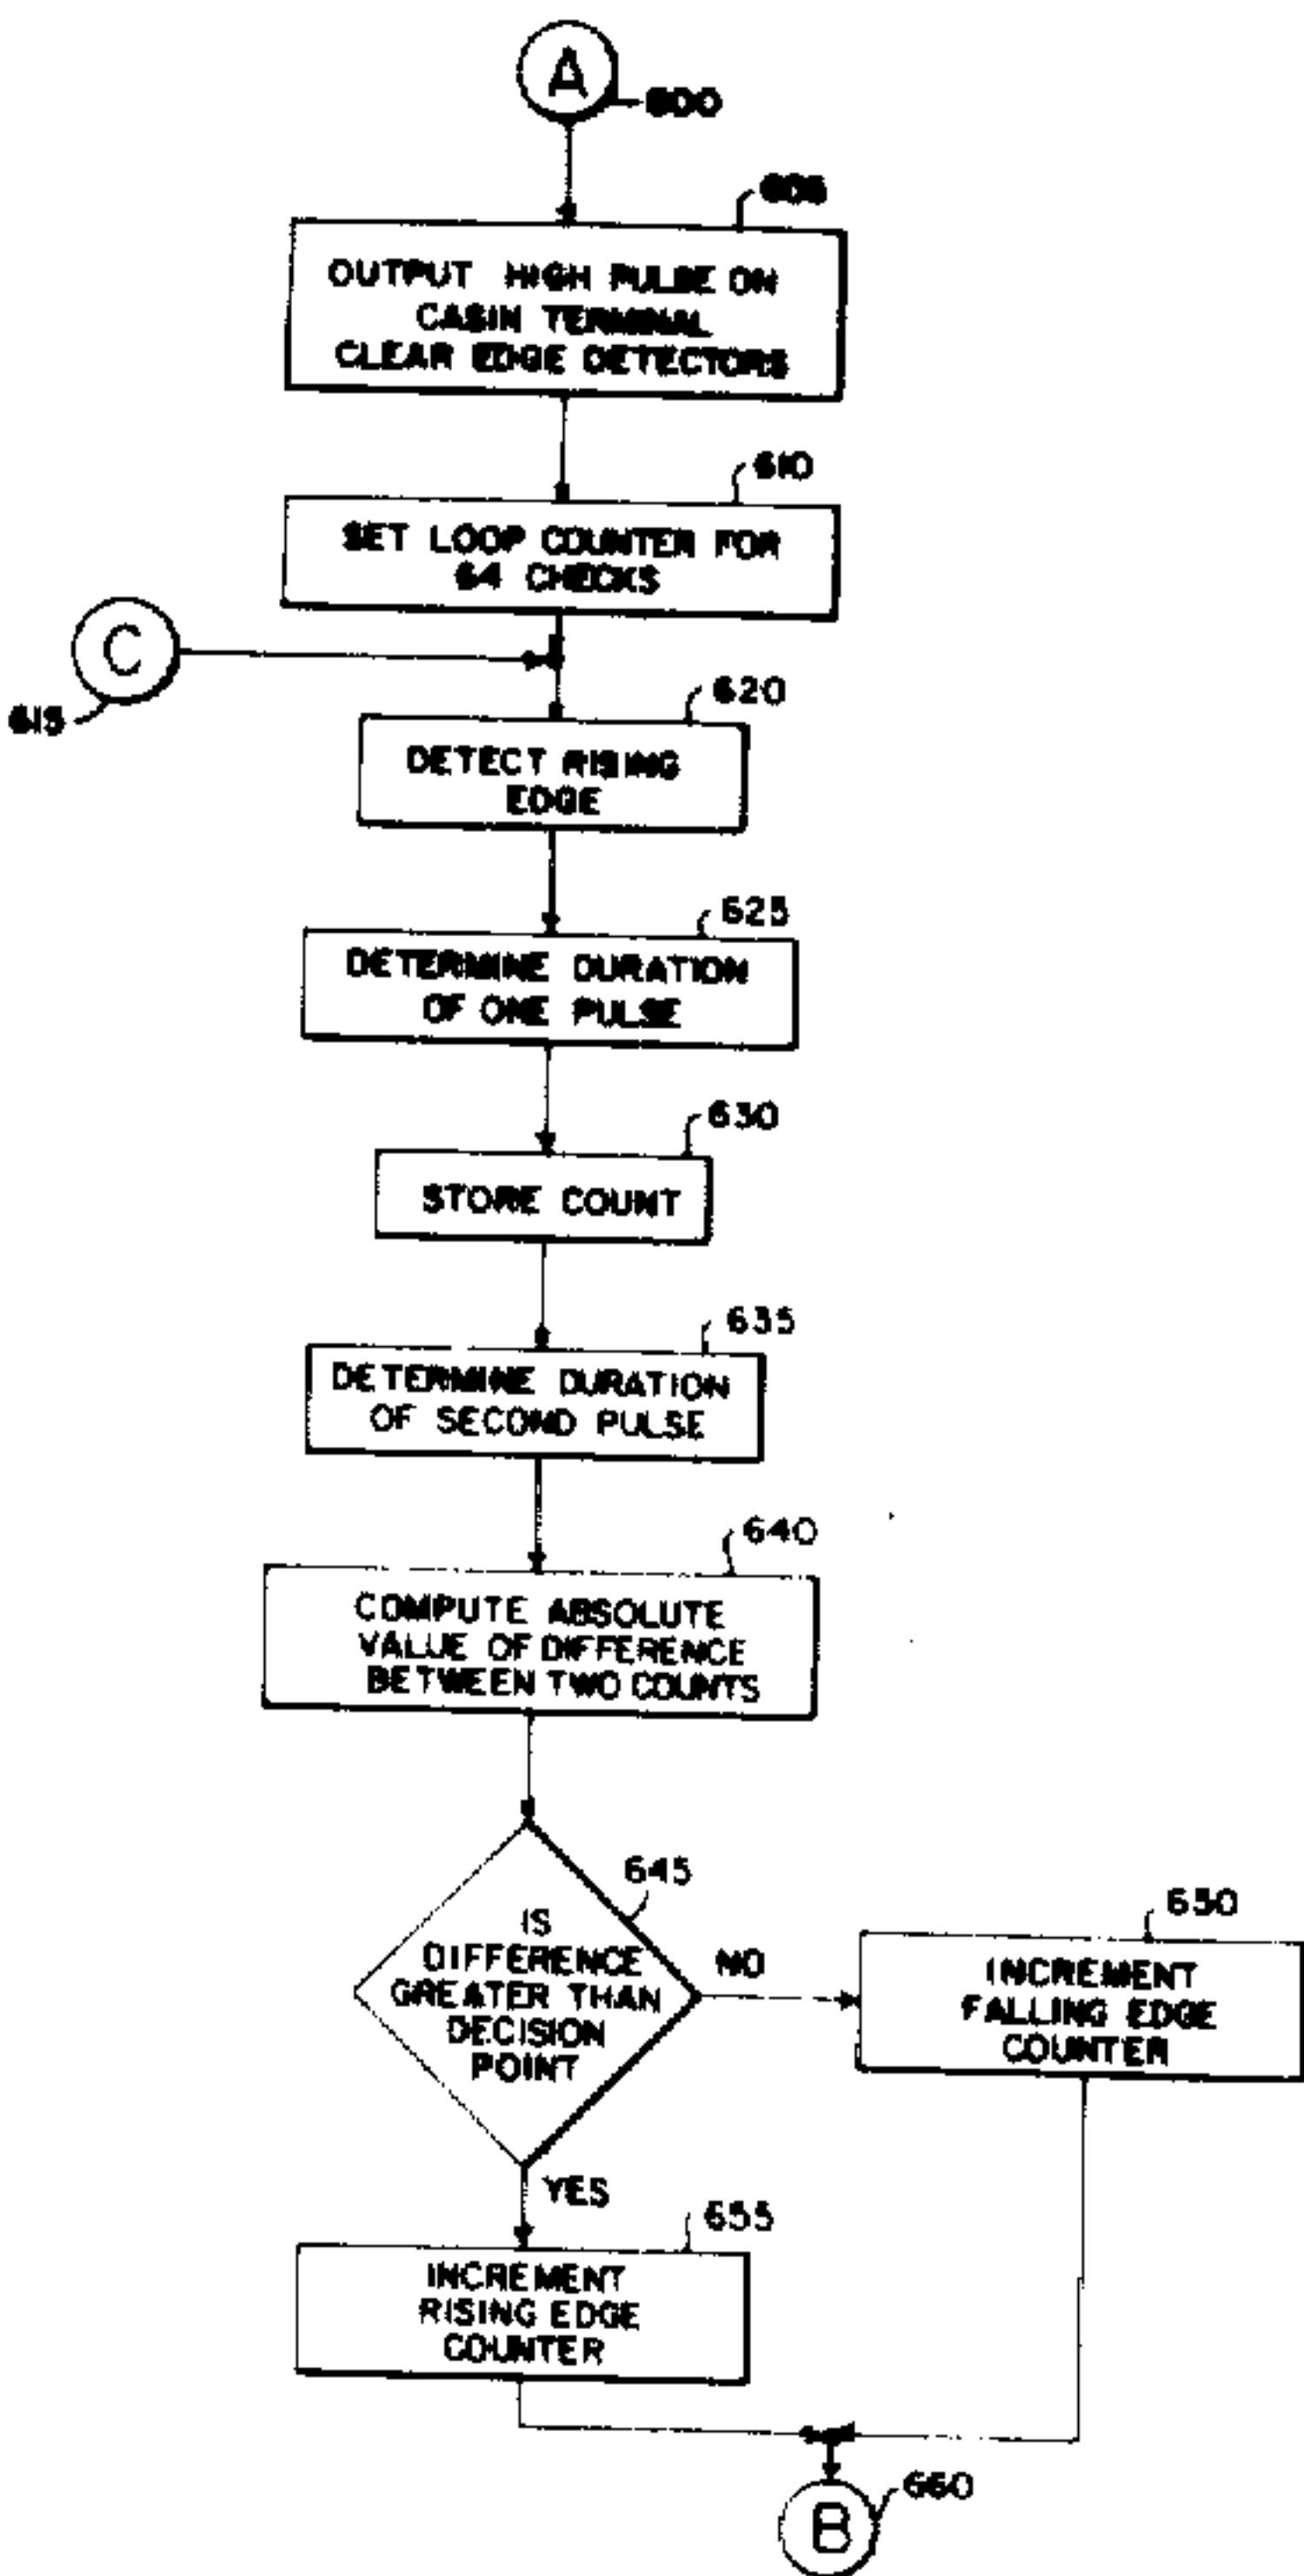 A
600
605
OUTPUT HIGH PULSE ON
CASIN TERMINAL
CLEAR EDGE DETECTORS
610
SET LOOP COUNTER FOR
64 CHECKS
C
615
620
DETECT RISING
EDGE
625
DETERMINE DURATION
OF ONE PULSE
630
STORE COUNT
635
DETERMINE DURATION
OF SECOND PULSE
640
COMPUTE ABSOLUTE
VALUE OF DIFFERENCE
BETWEEN TWO COUNTS
645
IS
DIFFERENCE
GREATER THAN
DECISION
POINT
NO
650
INCREMENT
FALLING EDGE
COUNTER
YES
655
INCREMENT
RISING EDGE
COUNTER
660
B